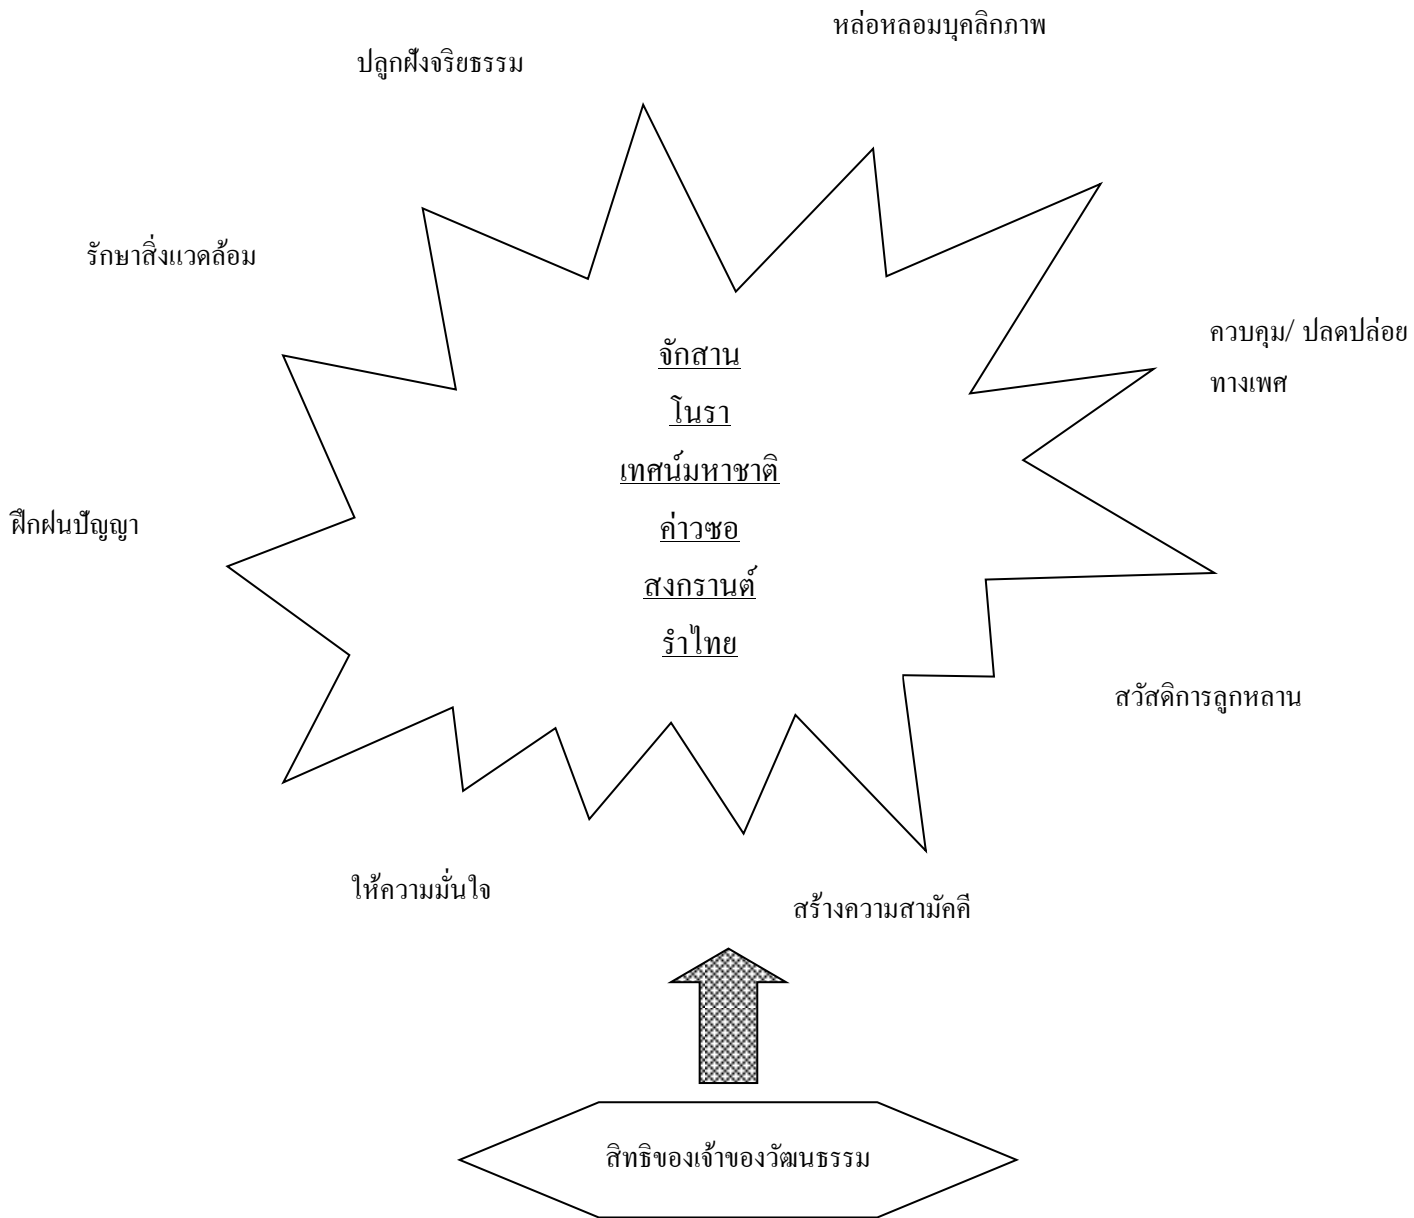 หล่อหลอมบุคลิกภาพ
ปลูกฝังจริยธรรม
รักษาสิ่งแวดล้อม
ควบคุม/ ปลดปล่อย
ทางเพศ
จักสาน
โนรา
เทศน์มหาชาติ
ค่าวซอ
สงกรานต์
รำไทย
ฝึกฝนปัญญา
สวัสดิการลูกหลาน
ให้ความมั่นใจ
สร้างความสามัคคี
สิทธิของเจ้าของวัฒนธรรม